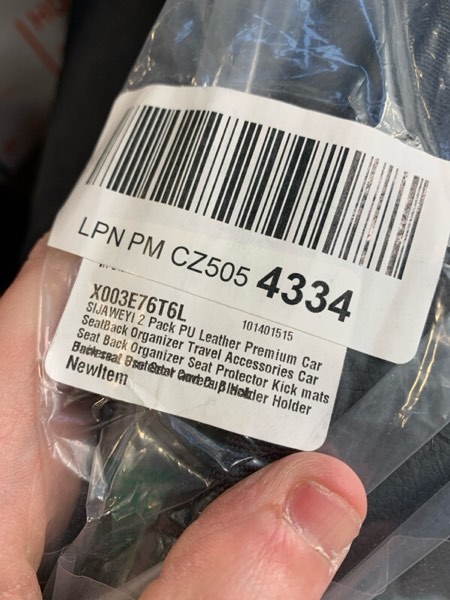 LPN PM CZ505 4334
X003E76T6L 101401515
SIJAWEYI 2 Pack PU Leather Premium Car
SeatBack Organizer Travel Accessories Car
Seat Back Organizer Seat Protector Kick mats
Holder
NewItem